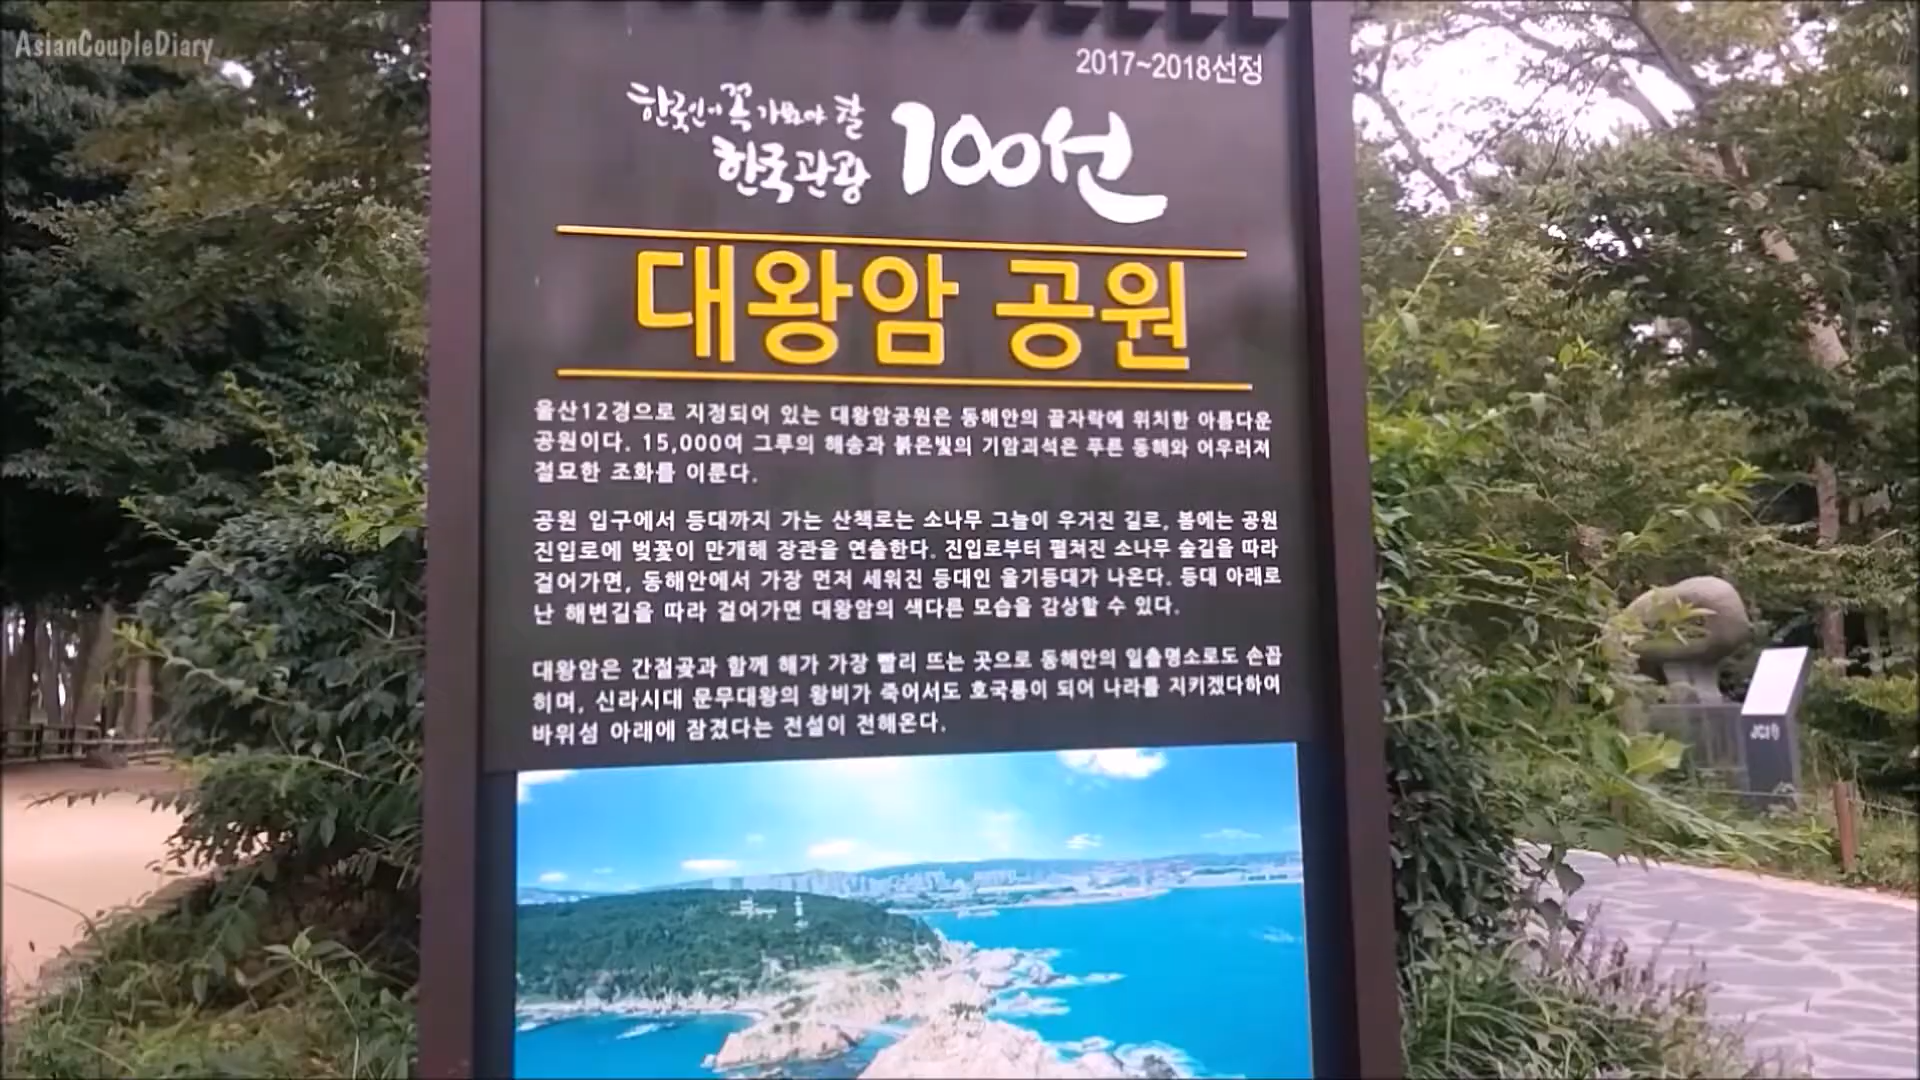 AsianCoupleDiary
2017~2018선정
한국인이 꼭 가봐야 할
한국관광 100선
대왕암 공원
울산12경으로 지정되어 있는 대왕암공원은 동해안의 끝자락에 위치한 아름다운
공원이다. 15,000여 그루의 해송과 붉은빛의 기암괴석은 푸른 동해와 어우러져
절묘한 조화를 이룬다.
공원 입구에서 등대까지 가는 산책로는 소나무 그늘이 우거진 길로, 봄에는 공원
진입로에 벚꽃이 만개해 장관을 연출한다. 진입로부터 펼쳐진 소나무 숲길을 따라
걸어가면, 동해안에서 가장 먼저 세워진 등대인 울기등대가 나온다. 등대 아래로
난 해변길을 따라 걸어가면 대왕암의 색다른 모습을 감상할 수 있다.
대왕암은 간절곶과 함께 해가 가장 빨리 뜨는 곳으로 동해안의 일출명소로도 손꼽
히며, 신라시대 문무대왕의 왕비가 죽어서도 호국룡이 되어 나라를 지키겠다하여
바위섬 아래에 잠겼다는 전설이 전해온다.
JCI